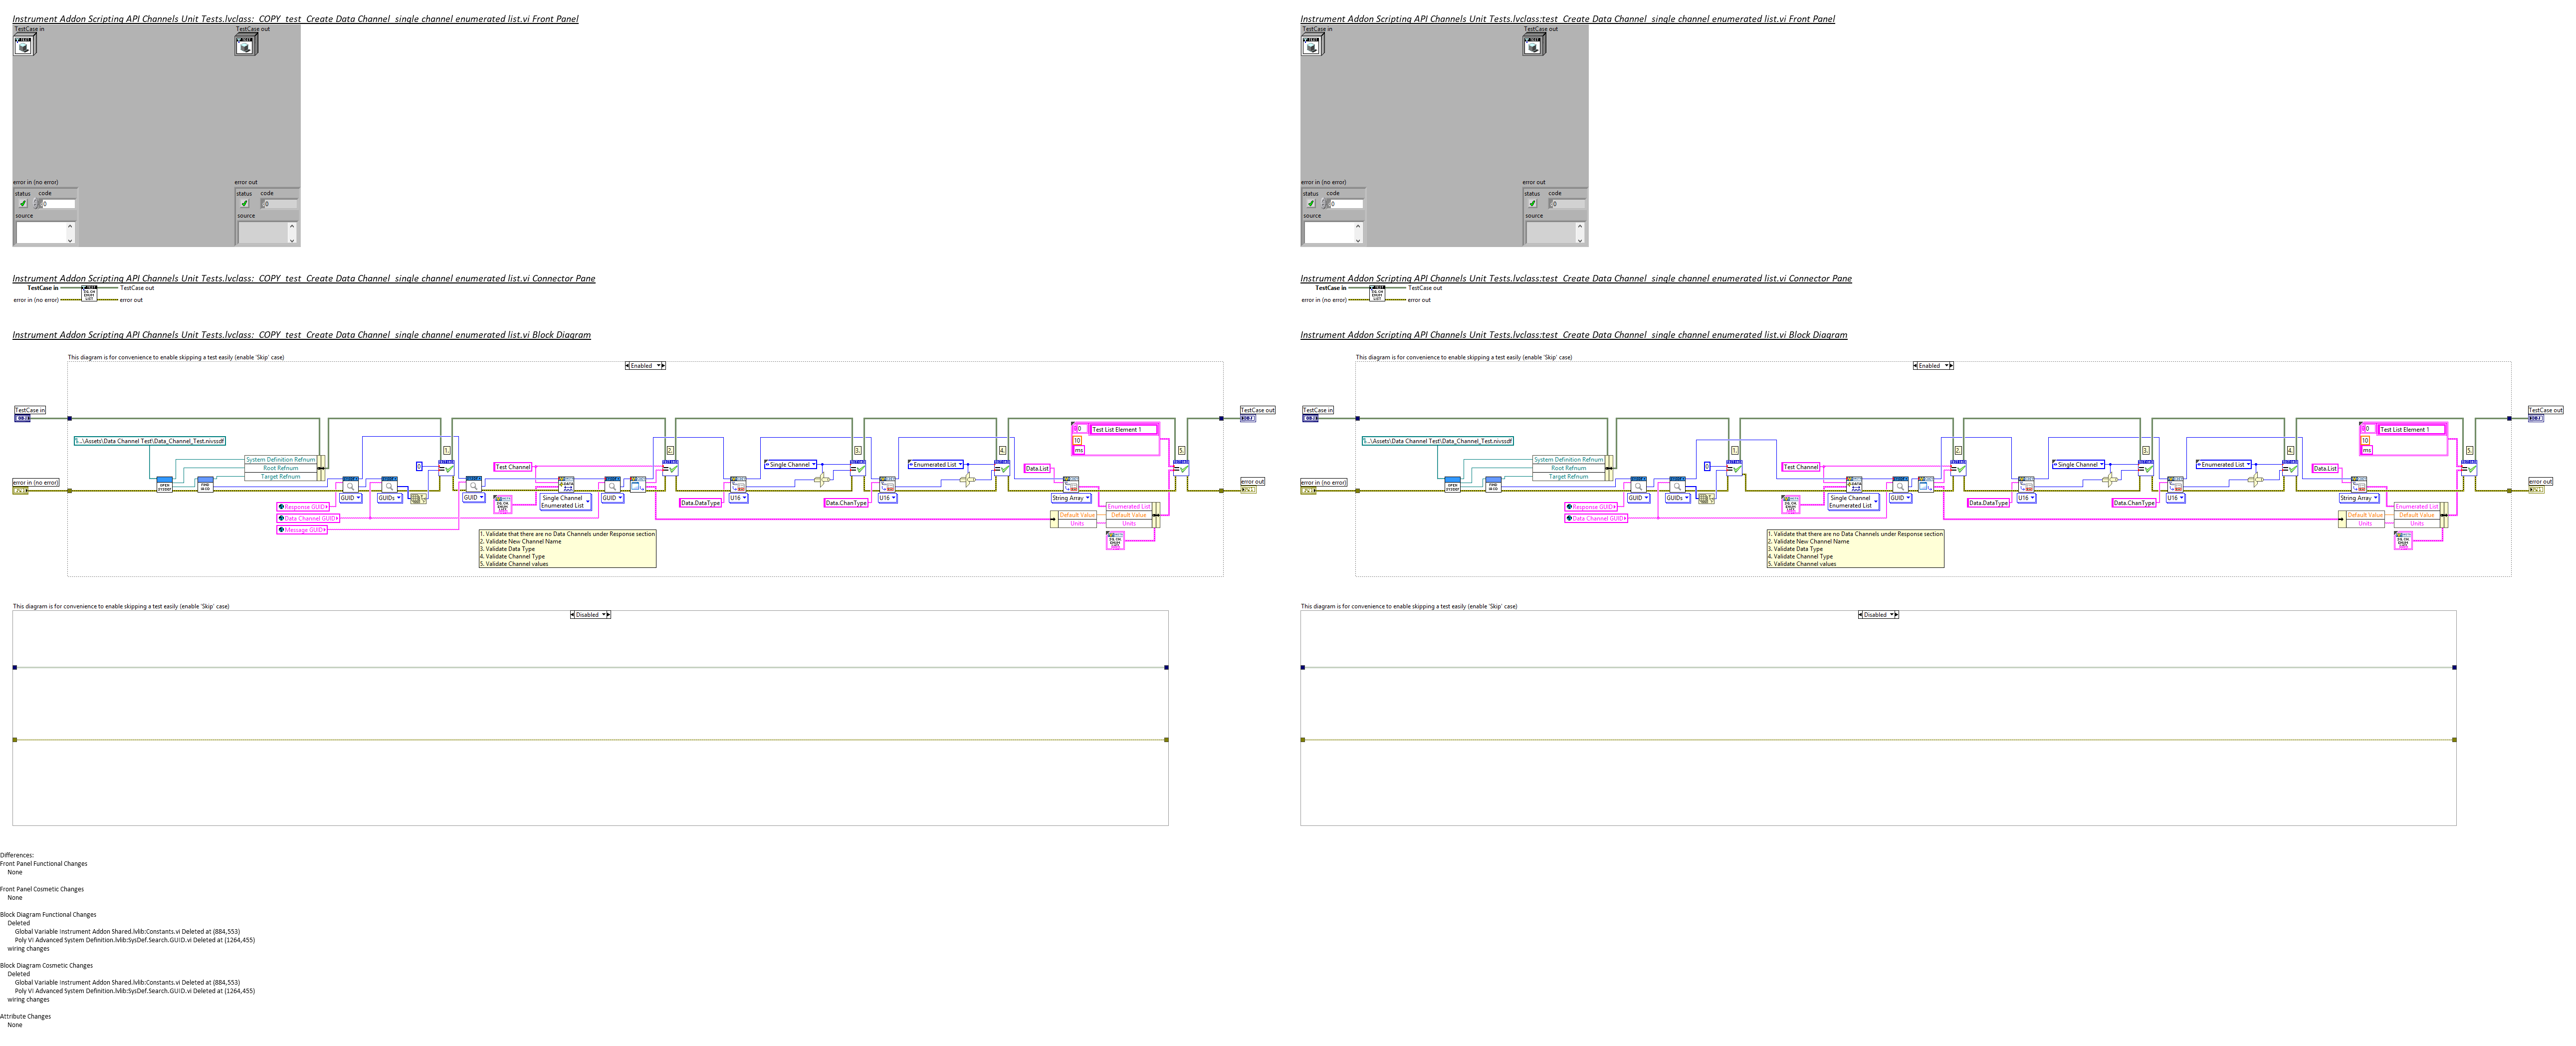 Instrument Addon Scripting API Channels Unit Tests.lvclass:_COPY_test_Create Data Channel_single channel enumerated list.vi Front Panel
TestCase in
TestCase out
error in (no error)
status code
0
source
error out
status code
0
source
Instrument Addon Scripting API Channels Unit Tests.lvclass:_COPY_test_Create Data Channel_single channel enumerated list.vi Connector Pane
TestCase in
TestCase out
error in (no error)
error out
Instrument Addon Scripting API Channels Unit Tests.lvclass:_COPY_test_Create Data Channel_single channel enumerated list.vi Block Diagram
This diagram is for convenience to enable skipping a test easily (enable 'Skip' case)
Enabled
TestCase in
TestCase out
..\Assets\Data Channel Test\Data_Channel_Test.nivssdf
System Definition Refnum
Root Refnum
Target Refnum
error in (no error)
error out
1.
0
GUID
GUIDs
GUID
Response GUID
Data Channel GUID
Message GUID
Test Channel
Single Channel
Enumerated List
GUID
2.
Data.DataType
U16
Single Channel
3.
Data.ChanType
U16
Enumerated List
4.
Data.List
String Array
0
Test List Element 1
10
ms
5.
Enumerated List
Default Value
Default Value
Units
Units
1. Validate that there are no Data Channels under Response section
2. Validate New Channel Name
3. Validate Data Type
4. Validate Channel Type
5. Validate Channel values
This diagram is for convenience to enable skipping a test easily (enable 'Skip' case)
Disabled
Differences:
Front Panel Functional Changes
None
Front Panel Cosmetic Changes
None
Block Diagram Functional Changes
Deleted
Global Variable Instrument Addon Shared.lvlib:Constants.vi Deleted at (884,553)
Poly VI Advanced System Definition.lvlib:SysDef.Search.GUID.vi Deleted at (1264,455)
wiring changes
Block Diagram Cosmetic Changes
Deleted
Global Variable Instrument Addon Shared.lvlib:Constants.vi Deleted at (884,553)
Poly VI Advanced System Definition.lvlib:SysDef.Search.GUID.vi Deleted at (1264,455)
wiring changes
Attribute Changes
None
Instrument Addon Scripting API Channels Unit Tests.lvclass:test_Create Data Channel_single channel enumerated list.vi Front Panel
TestCase in
TestCase out
error in (no error)
status code
0
source
error out
status code
0
source
Instrument Addon Scripting API Channels Unit Tests.lvclass:test_Create Data Channel_single channel enumerated list.vi Connector Pane
TestCase in
TestCase out
error in (no error)
error out
Instrument Addon Scripting API Channels Unit Tests.lvclass:test_Create Data Channel_single channel enumerated list.vi Block Diagram
This diagram is for convenience to enable skipping a test easily (enable 'Skip' case)
Enabled
TestCase in
TestCase out
..\Assets\Data Channel Test\Data_Channel_Test.nivssdf
System Definition Refnum
Root Refnum
Target Refnum
error in (no error)
error out
GUID
GUIDs
Response GUID
Data Channel GUID
1.
0
Test Channel
Single Channel
Enumerated List
GUID
2.
Data.DataType
U16
Single Channel
3.
Data.ChanType
U16
Enumerated List
4.
Data.List
String Array
0
Test List Element 1
10
ms
5.
Enumerated List
Default Value
Default Value
Units
Units
1. Validate that there are no Data Channels under Response section
2. Validate New Channel Name
3. Validate Data Type
4. Validate Channel Type
5. Validate Channel values
This diagram is for convenience to enable skipping a test easily (enable 'Skip' case)
Disabled